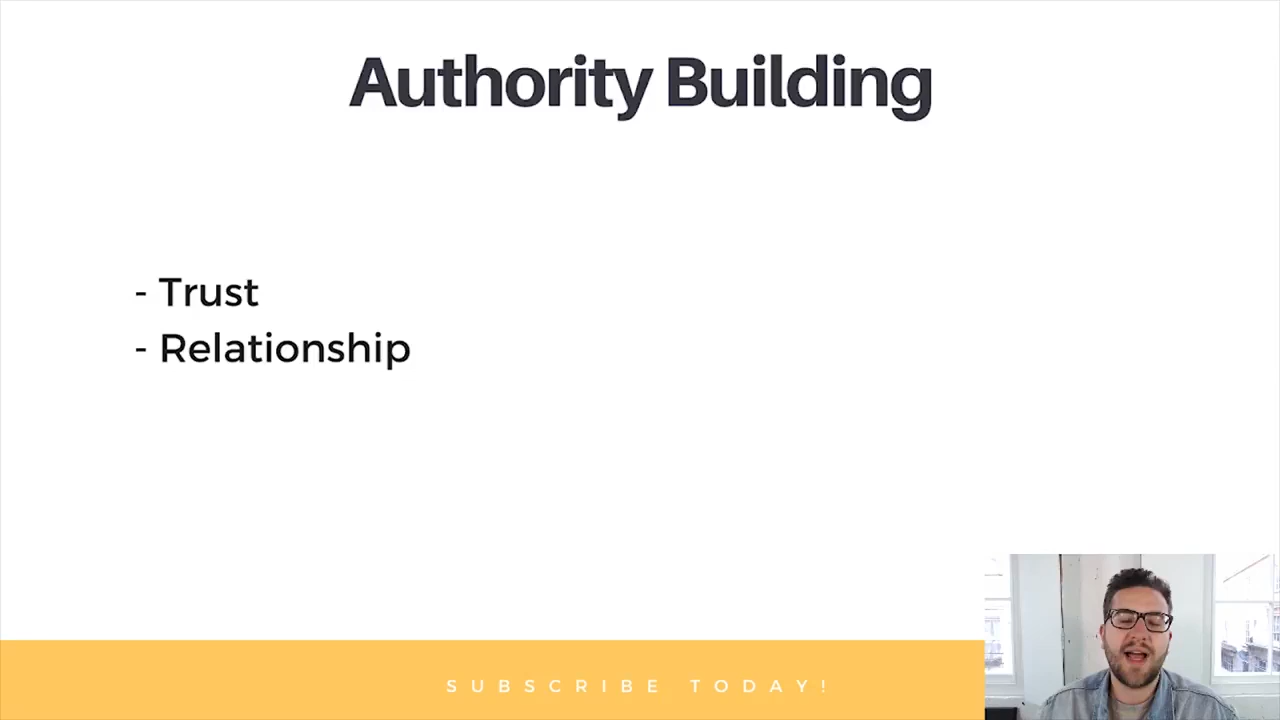 Authority Building
- Trust
- Relationship
SUBSCRIBE TODAY!